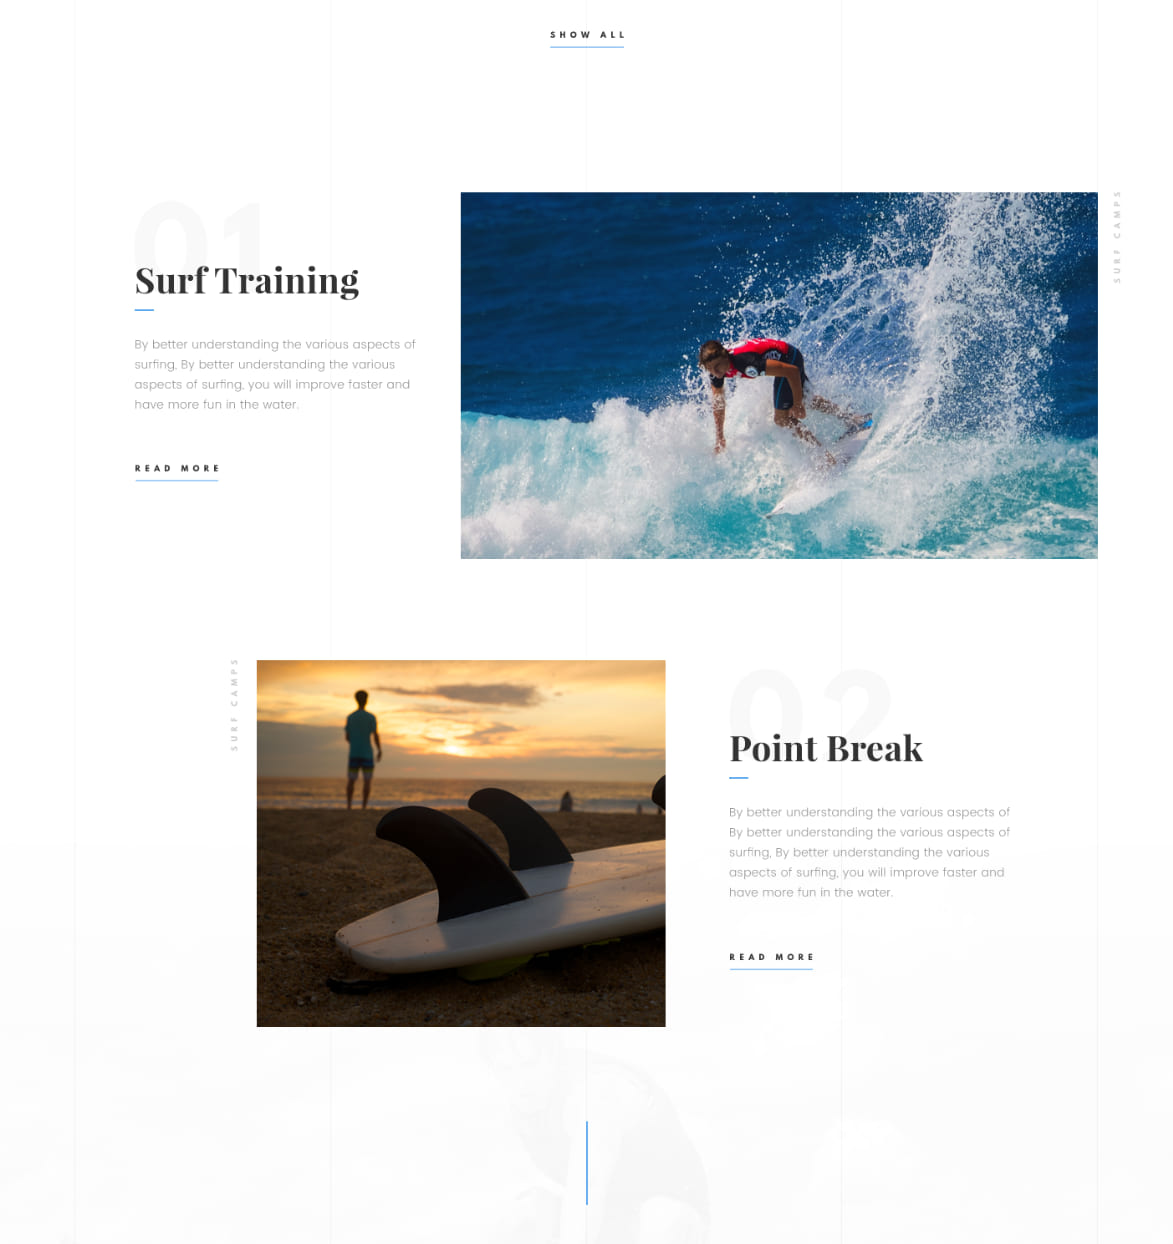 SHOW ALL
01
Surf Training
By better understanding the various aspects of
surfing, By better understanding the various
aspects of surfing, you will improve faster and
have more fun in the water.
READ MORE
SURF CAMPS
SURF CAMPS
02
Point Break
By better understanding the various aspects of
By better understanding the various aspects of
surfing, By better understanding the various
aspects of surfing, you will improve faster and
have more fun in the water.
READ MORE